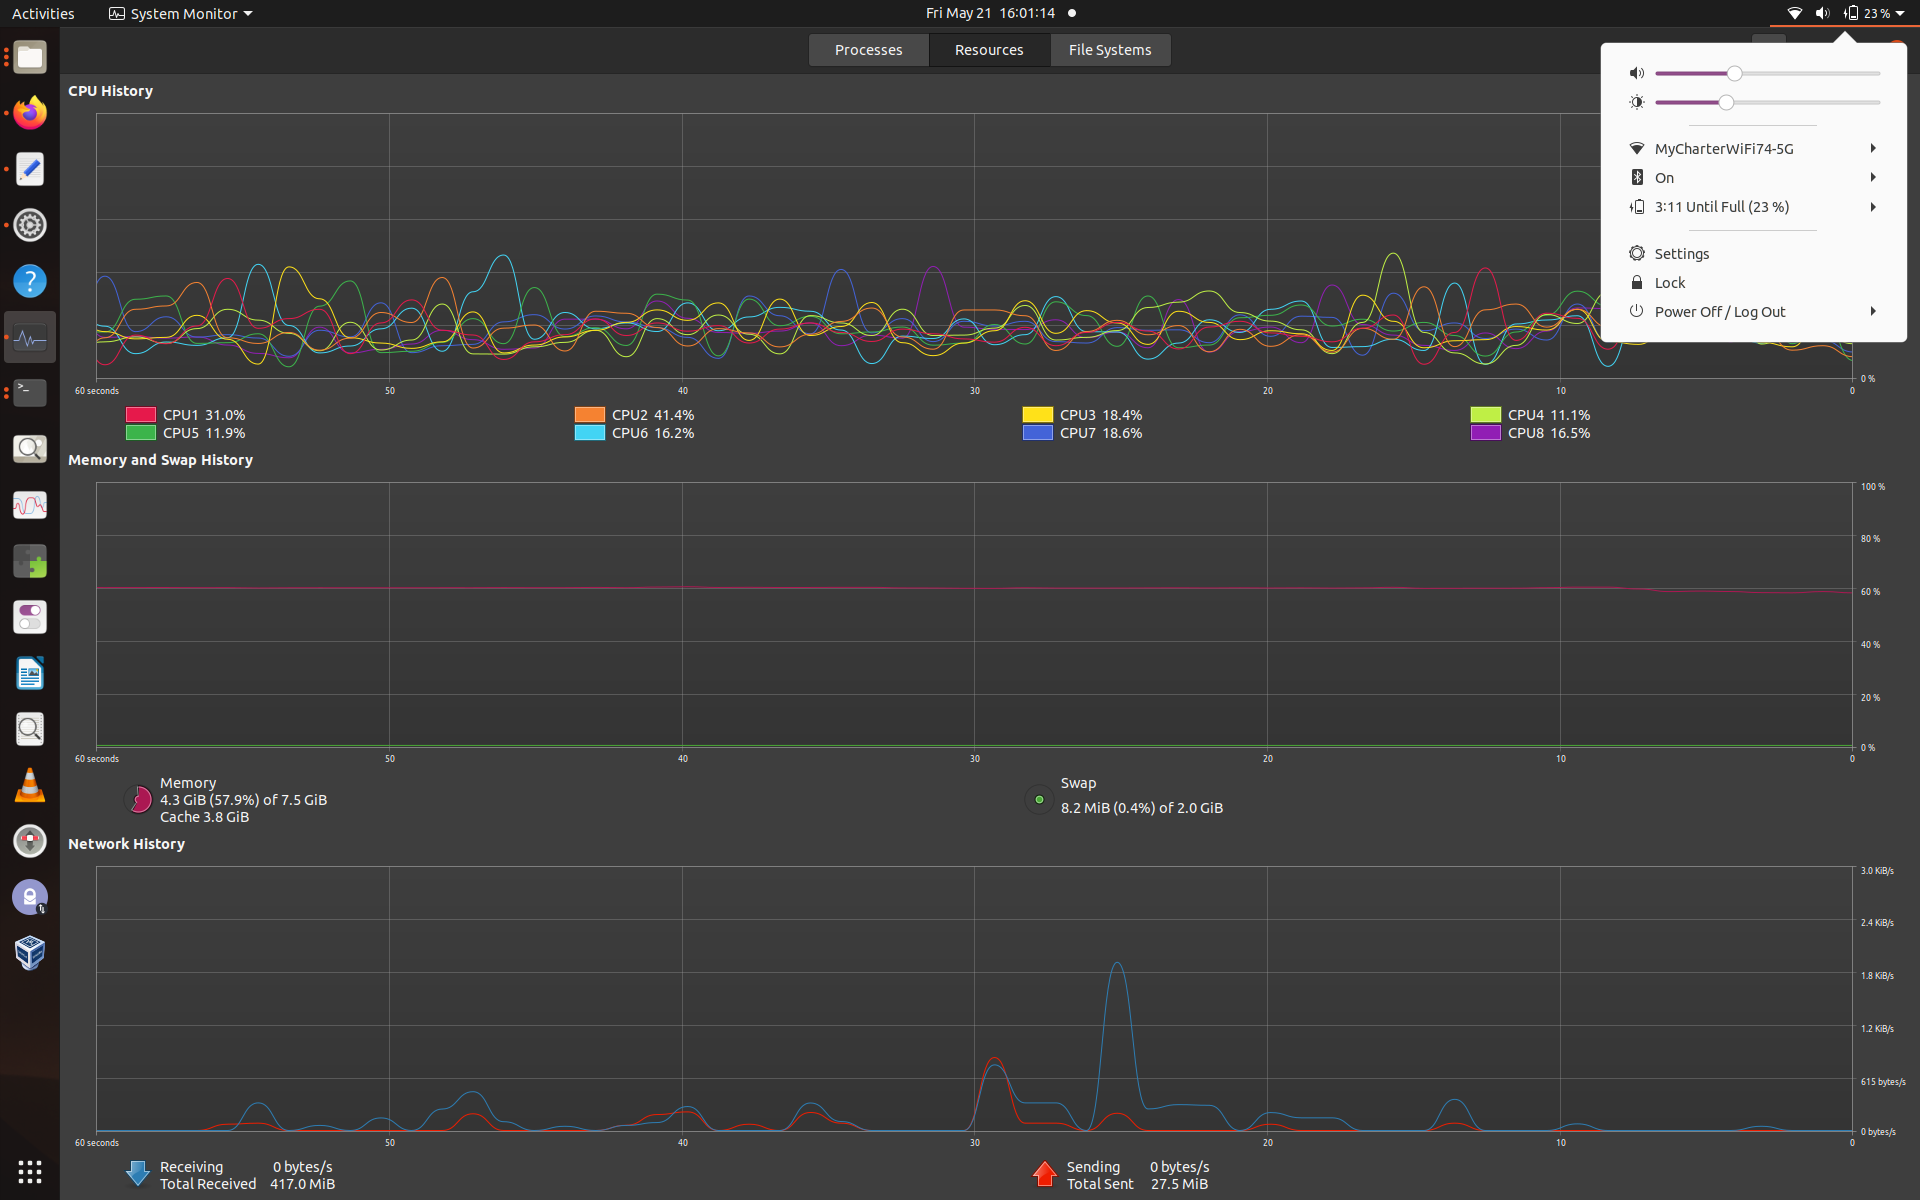 Activities
System Monitor
Fri May 21 16:01:14
23 %
Processes
Resources
File Systems
MyCharterWiFi74-5G
On
3:11 Until Full (23 %)
Settings
Lock
Power Off / Log Out
CPU History
0 %
60 seconds 50 40 30 20 10 0
CPU1 31.0% CPU2 41.4% CPU3 18.4% CPU4 11.1%
CPU5 11.9% CPU6 16.2% CPU7 18.6% CPU8 16.5%
Memory and Swap History
100 %
80 %
60 %
40 %
20 %
0 %
60 seconds 50 40 30 20 10 0
Memory
4.3 GiB (57.9%) of 7.5 GiB
Cache 3.8 GiB
Swap
8.2 MiB (0.4%) of 2.0 GiB
Network History
3.0 KiB/s
2.4 KiB/s
1.8 KiB/s
1.2 KiB/s
615 bytes/s
0 bytes/s
60 seconds 50 40 30 20 10 0
Receiving 0 bytes/s
Total Received 417.0 MiB
Sending 0 bytes/s
Total Sent 27.5 MiB